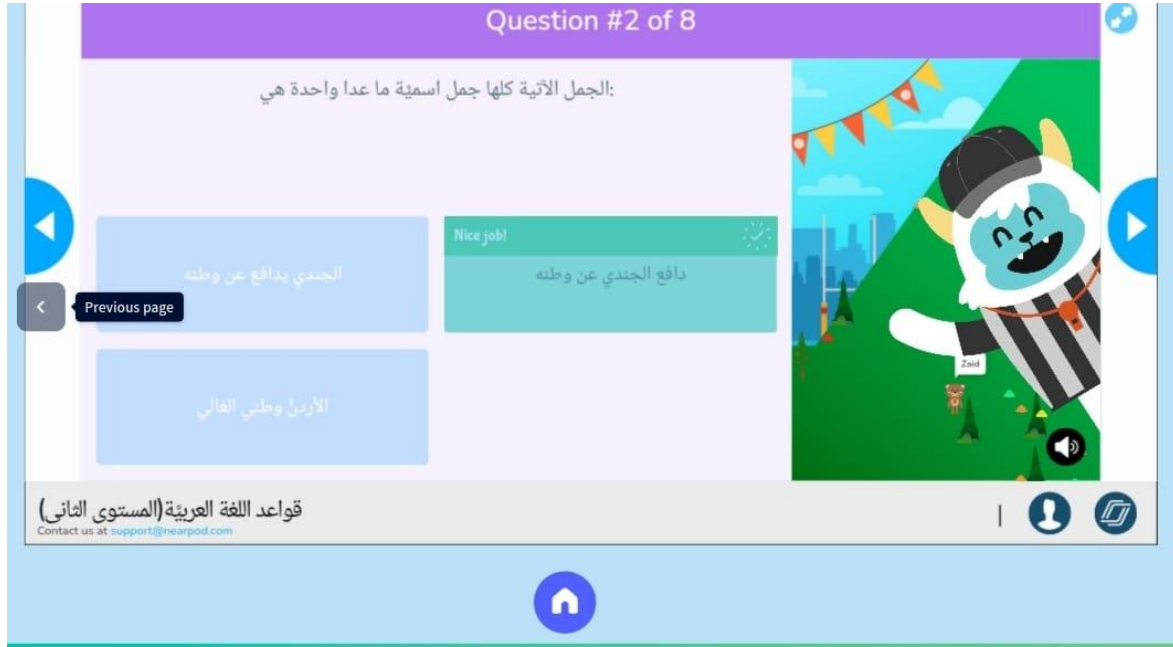 Question #2 of 8
الجمل الآتية كلها جمل اسميّة ما عدا واحدة هي:
الجندي يدافع عن وطنه
Nice job!
دافع الجندي عن وطنه
Previous page
الأردنّ وطني الغالي
Zaid
قواعد اللغة العربيَّة(المستوى الثانى)
Contact us at support@nearpod.com